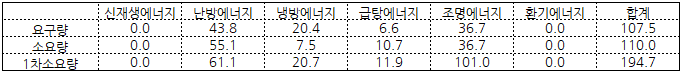 신재생에너지 난방에너지 냉방에너지 급탕에너지 조명에너지 환기에너지 합계
요구량 0.0 43.8 20.4 6.6 36.7 0.0 107.5
소요량 0.0 55.1 7.5 10.7 36.7 0.0 110.0
1차소요량 0.0 61.1 20.7 11.9 101.0 0.0 194.7